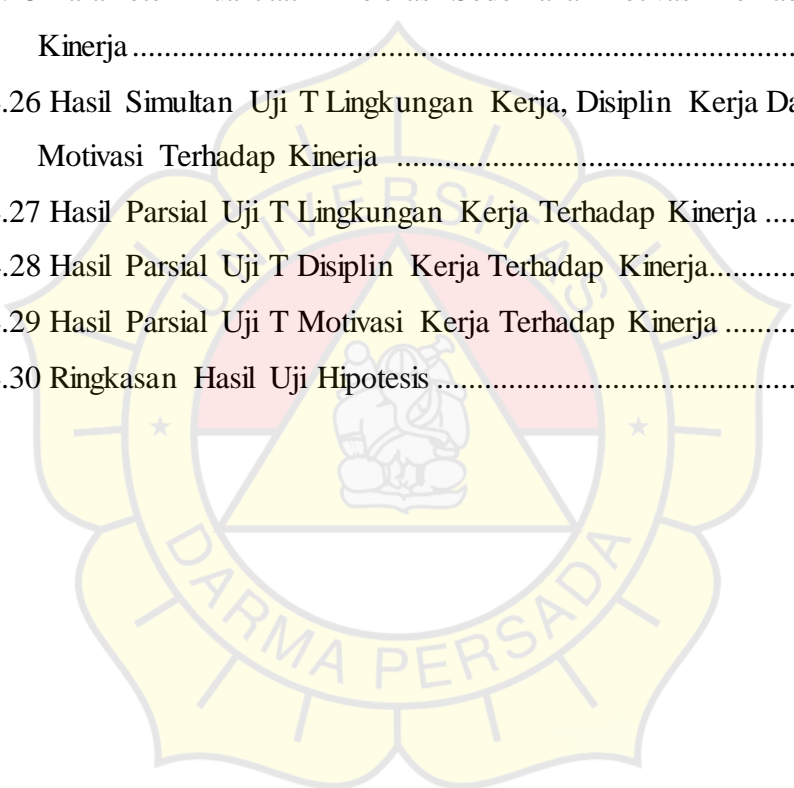 Kinerja ........................................................................
.26 Hasil Simultan Uji T Lingkungan Kerja, Disiplin Kerja
Motivasi Terhadap Kinerja ..........................................
.27 Hasil Parsial Uji T Lingkungan Kerja Terhadap Kinerja ....
.28 Hasil Parsial Uji T Disiplin Kerja Terhadap Kinerja..........
.29 Hasil Parsial Uji T Motivasi Kerja Terhadap Kinerja ........
.30 Ringkasan Hasil Uji Hipotesis ......................................
UNIVERSITAS
DARMA PERSADA